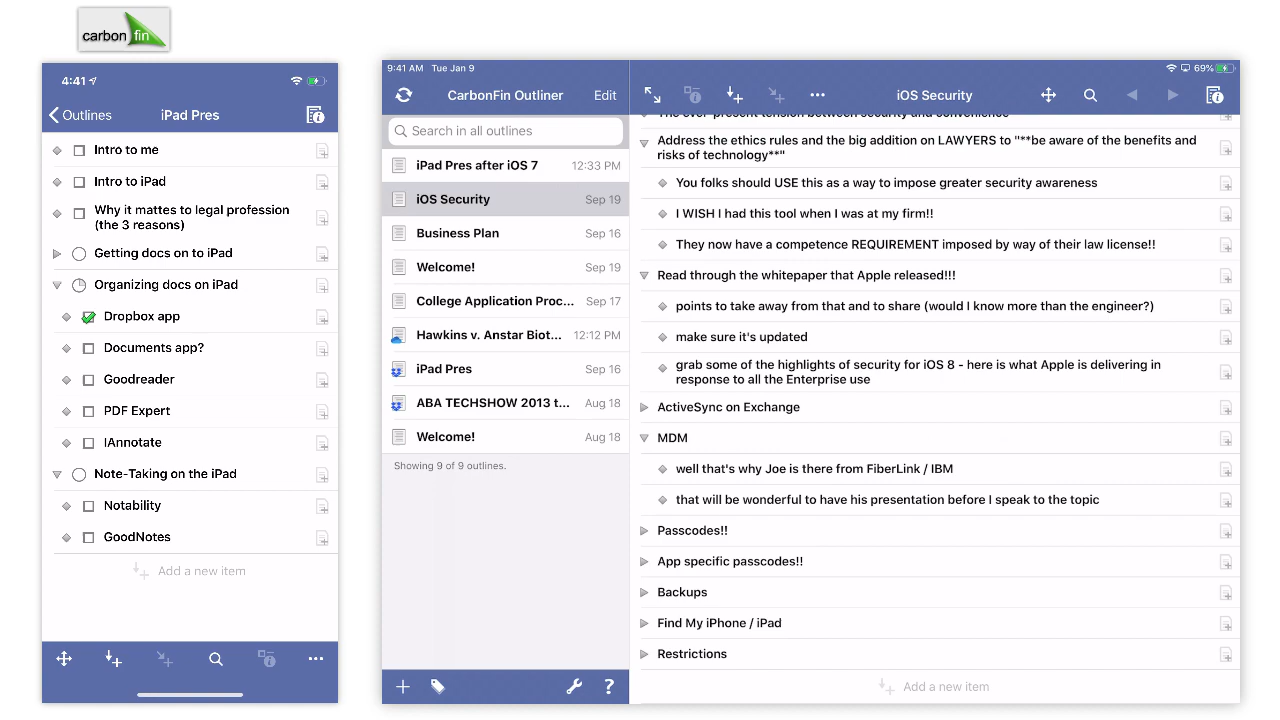 carbon fin
4:41
Outlines
iPad Pres
Intro to me
Intro to iPad
Why it mattes to legal profession
(the 3 reasons)
Getting docs on to iPad
Organizing docs on iPad
Dropbox app
Documents app?
Goodreader
PDF Expert
IAnnotate
Note-Taking on the iPad
Notability
GoodNotes
Add a new item
9:41 AM Tue Jan 9
CarbonFin Outliner
Edit
Search in all outlines
iPad Pres after iOS 7 12:33 PM
iOS Security Sep 19
Business Plan Sep 16
Welcome! Sep 19
College Application Proc... Sep 17
Hawkins v. Anstar Biot... 12:12 PM
iPad Pres Sep 16
ABA TECHSHOW 2013 t... Aug 18
Welcome! Aug 18
Showing 9 of 9 outlines.
?
69%
iOS Security
The ever-present tension between security and convenience
Address the ethics rules and the big addition on LAWYERS to "**be aware of the benefits and
risks of technology**"
You folks should USE this as a way to impose greater security awareness
I WISH I had this tool when I was at my firm!!
They now have a competence REQUIREMENT imposed by way of their law license!!
Read through the whitepaper that Apple released!!!
points to take away from that and to share (would I know more than the engineer?)
make sure it's updated
grab some of the highlights of security for iOS 8 - here is what Apple is delivering in
response to all the Enterprise use
ActiveSync on Exchange
MDM
well that's why Joe is there from FiberLink / IBM
that will be wonderful to have his presentation before I speak to the topic
Passcodes!!
App specific passcodes!!
Backups
Find My iPhone / iPad
Restrictions
Add a new item